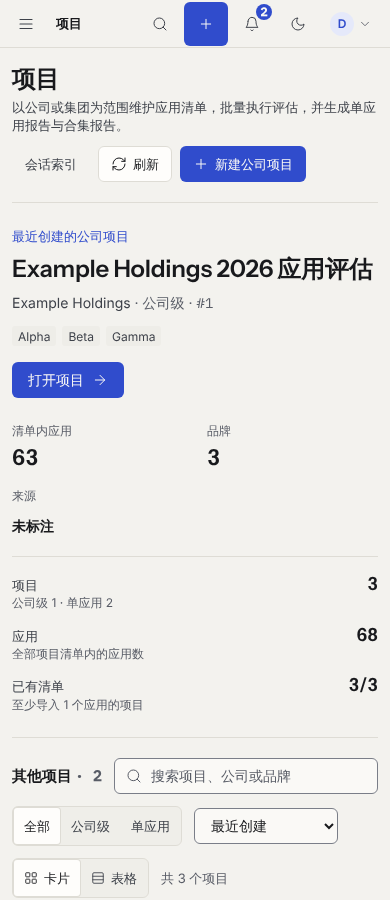 项目
2
D
项目
以公司或集团为范围维护应用清单，批量执行评估，并生成单应
用报告与合集报告。
会话索引
刷新
新建公司项目
最近创建的公司项目
Example Holdings 2026 应用评估
Example Holdings · 公司级 · #1
Alpha Beta Gamma
打开项目
清单内应用 品牌
63 3
来源
未标注
项目 3
公司级 1 · 单应用 2
应用 68
全部项目清单内的应用数
已有清单 3/3
至少导入 1 个应用的项目
其他项目 · 2
搜索项目、公司或品牌
全部 公司级 单应用 最近创建
卡片 表格 共 3 个项目